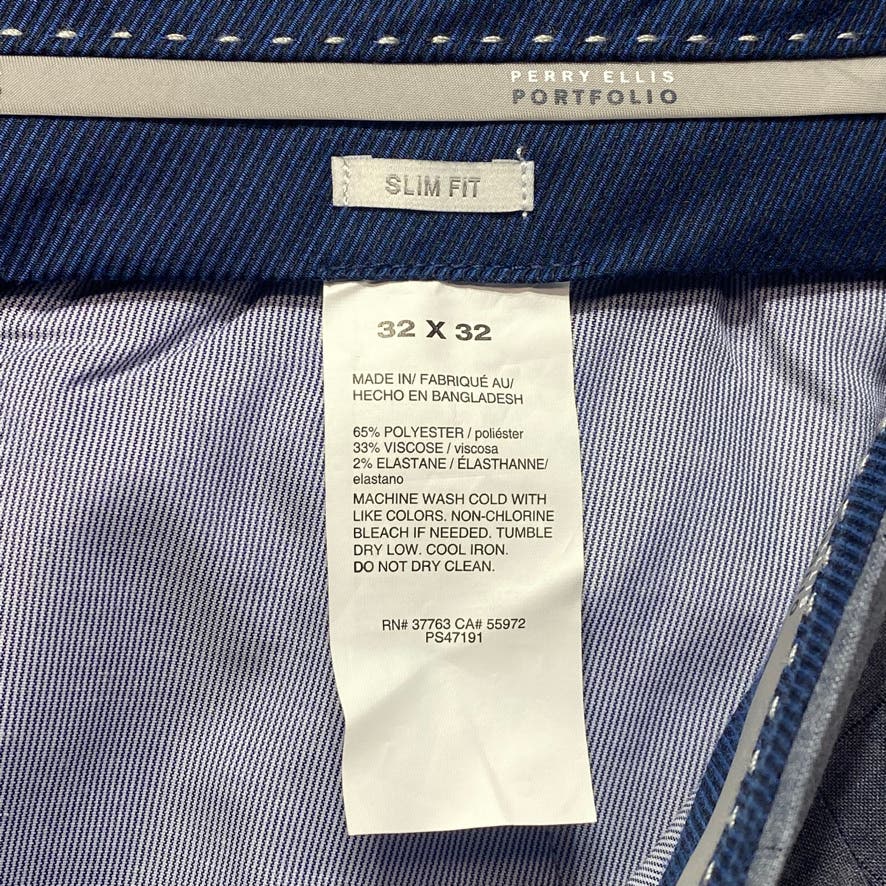 PERRY ELLIS
PORTFOLIO
SLIM FIT
32 X 32
MADE IN/ FABRIQUÉ AU/
HECHO EN BANGLADESH
65% POLYESTER / poliéster
33% VISCOSE / viscosa
2% ELASTANE / ÉLASTHANNE/
elastano
MACHINE WASH COLD WITH
LIKE COLORS. NON-CHLORINE
BLEACH IF NEEDED. TUMBLE
DRY LOW. COOL IRON.
DO NOT DRY CLEAN.
RN# 37763 CA# 55972
PS47191